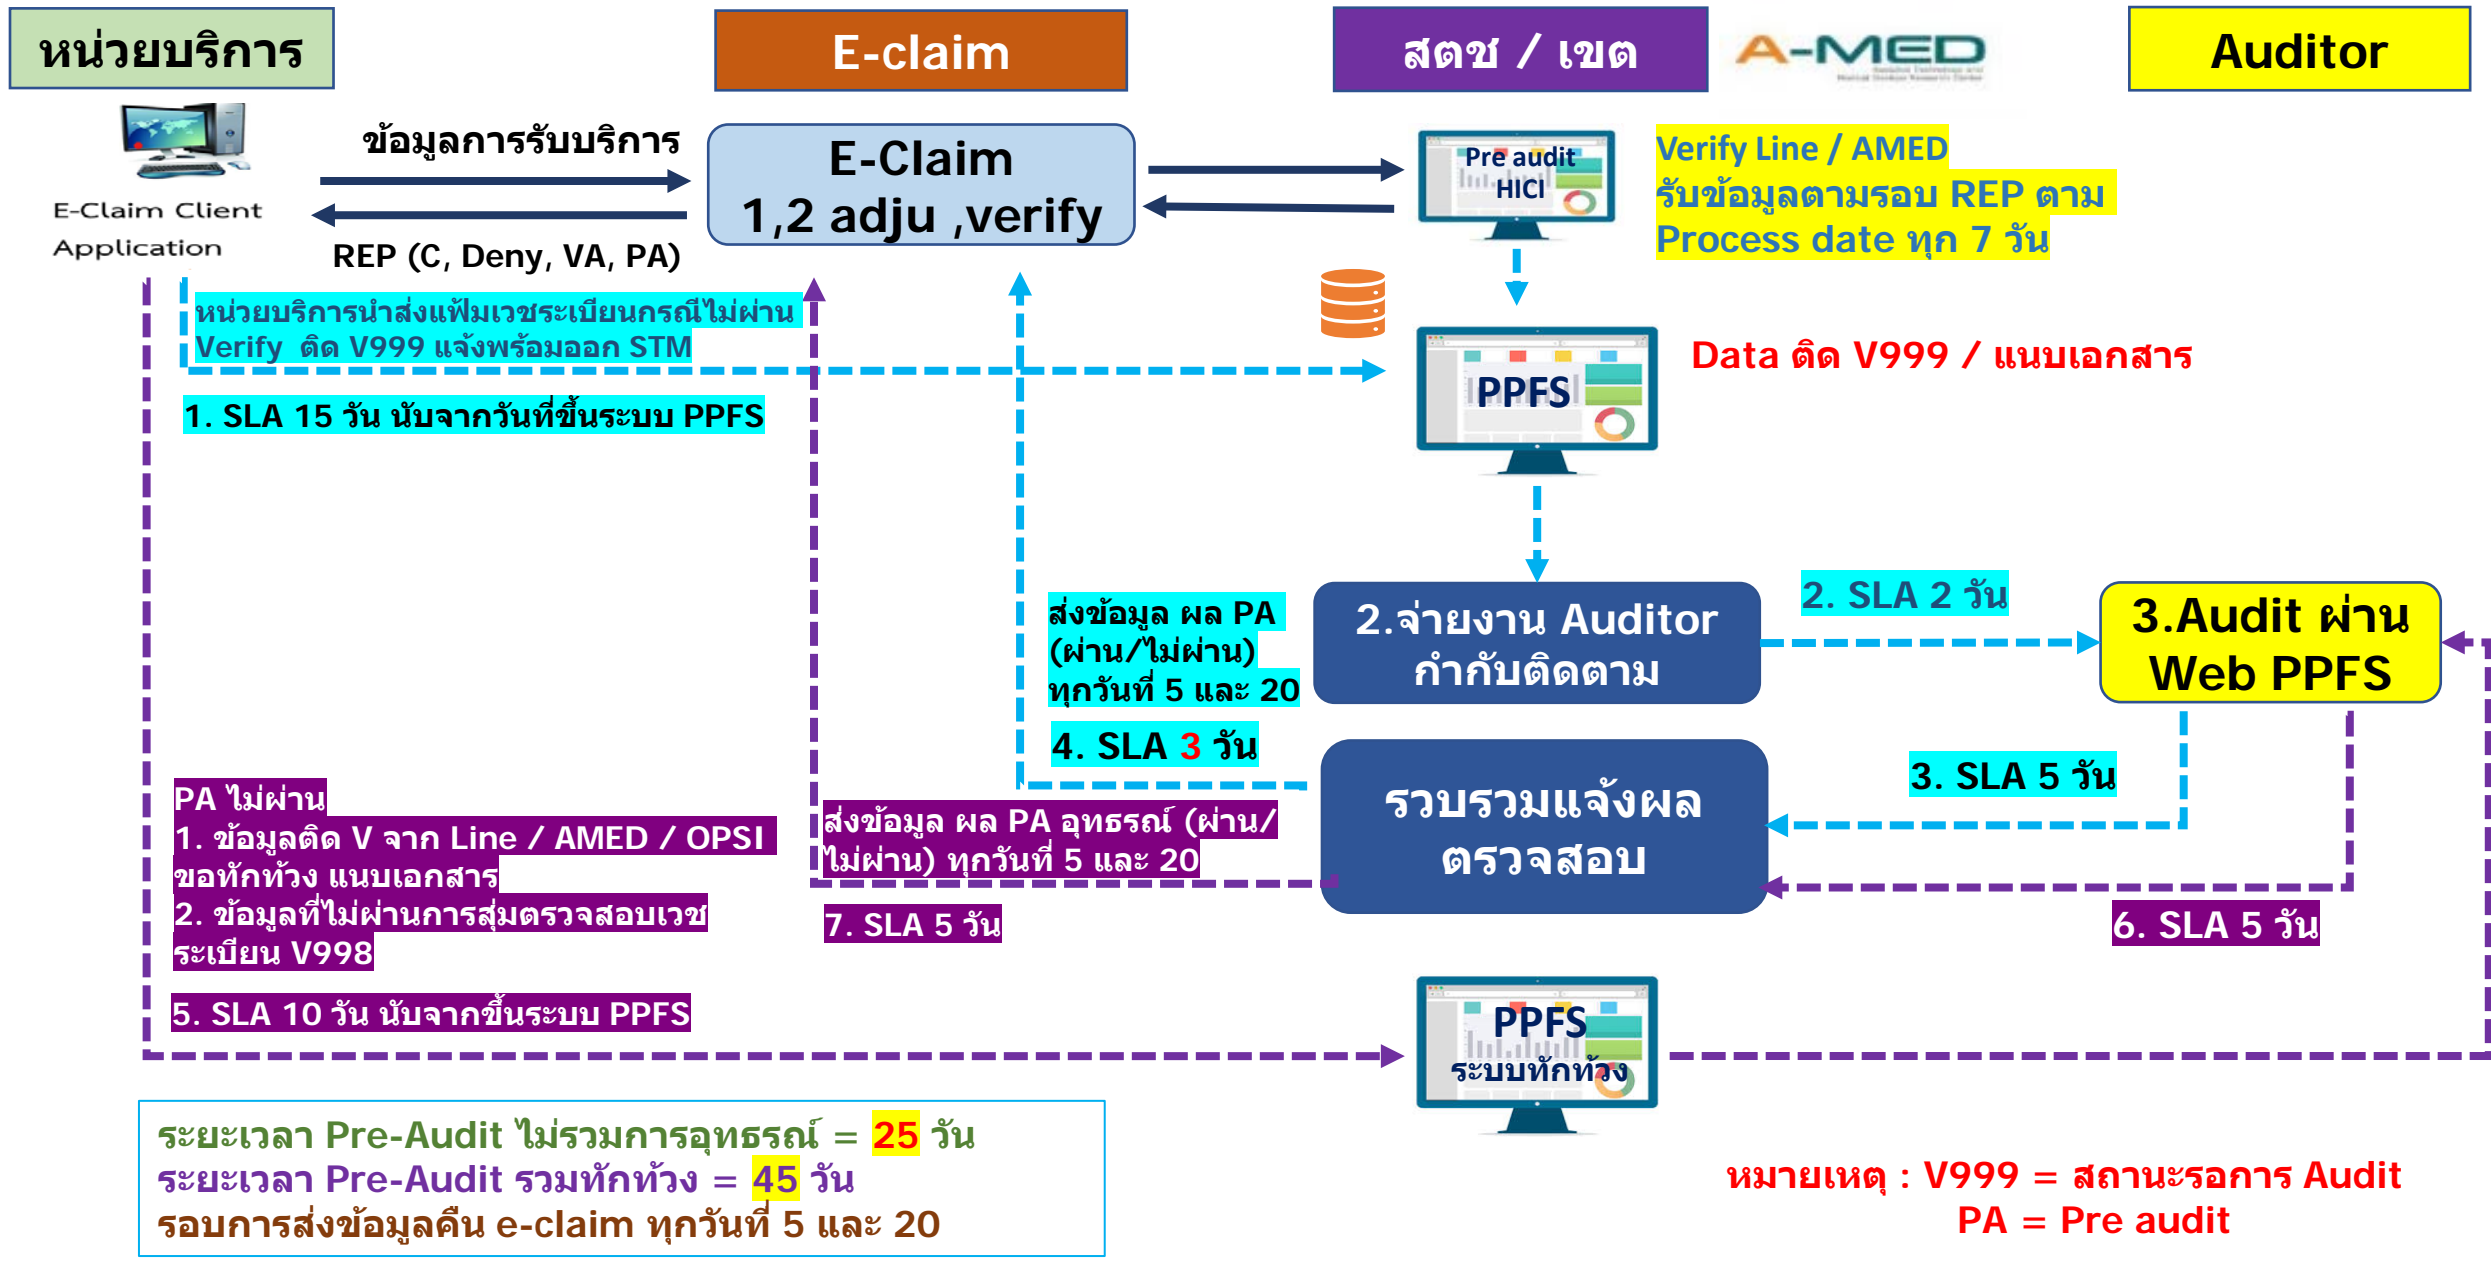 หน่วยบริการ
E-claim
สตช / เขต
A-MED
Auditor
E-Claim Client
Application
ข้อมูลการรับบริการ
REP (C, Deny, VA, PA)
E-Claim
1,2 adju ,verify
Pre audit
HICI
Verify Line / AMED
รับข้อมูลตามรอบ REP ตาม
Process date ทุก 7 วัน
หน่วยบริการนำส่งแฟ้มเวชระเบียนกรณีไม่ผ่าน
Verify ติด V999 แจ้งพร้อมออก STM
1. SLA 15 วัน นับจากวันที่ขึ้นระบบ PPFS
PPFS
Data ติด V999 / แนบเอกสาร
ส่งข้อมูล ผล PA
(ผ่าน/ไม่ผ่าน)
ทุกวันที่ 5 และ 20
4. SLA 3 วัน
2.จ่ายงาน Auditor
กำกับติดตาม
2. SLA 2 วัน
3.Audit ผ่าน
Web PPFS
3. SLA 5 วัน
รวบรวมแจ้งผล
ตรวจสอบ
PA ไม่ผ่าน
1. ข้อมูลติด V จาก Line / AMED / OPSI
ขอทักท้วง แนบเอกสาร
2. ข้อมูลที่ไม่ผ่านการสุ่มตรวจสอบเวช
ระเบียน V998
5. SLA 10 วัน นับจากขึ้นระบบ PPFS
ส่งข้อมูล ผล PA อุทธรณ์ (ผ่าน/
ไม่ผ่าน) ทุกวันที่ 5 และ 20
7. SLA 5 วัน
6. SLA 5 วัน
PPFS
ระบบทักท้วง
ระยะเวลา Pre-Audit ไม่รวมการอุทธรณ์ = 25 วัน
ระยะเวลา Pre-Audit รวมทักท้วง = 45 วัน
รอบการส่งข้อมูลคืน e-claim ทุกวันที่ 5 และ 20
หมายเหตุ : V999 = สถานะรอการ Audit
PA = Pre audit